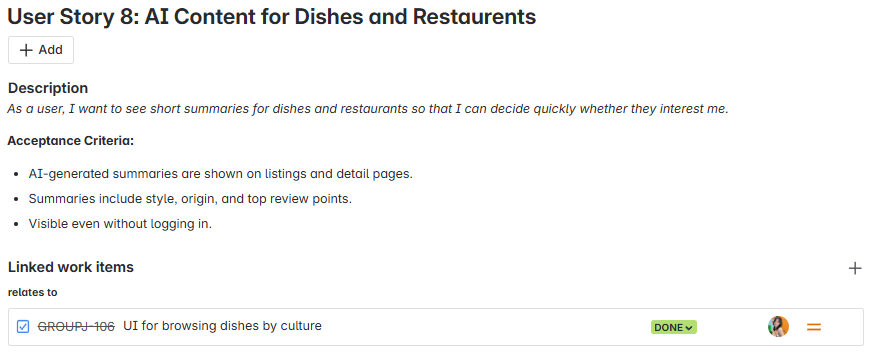 User Story 8: AI Content for Dishes and Restaurents
Add
Description
As a user, I want to see short summaries for dishes and restaurants so that I can decide quickly whether they interest me.
Acceptance Criteria:
• AI-generated summaries are shown on listings and detail pages.
• Summaries include style, origin, and top review points.
• Visible even without logging in.
Linked work items
relates to
GROUPJ-106 UI for browsing dishes by culture DONE